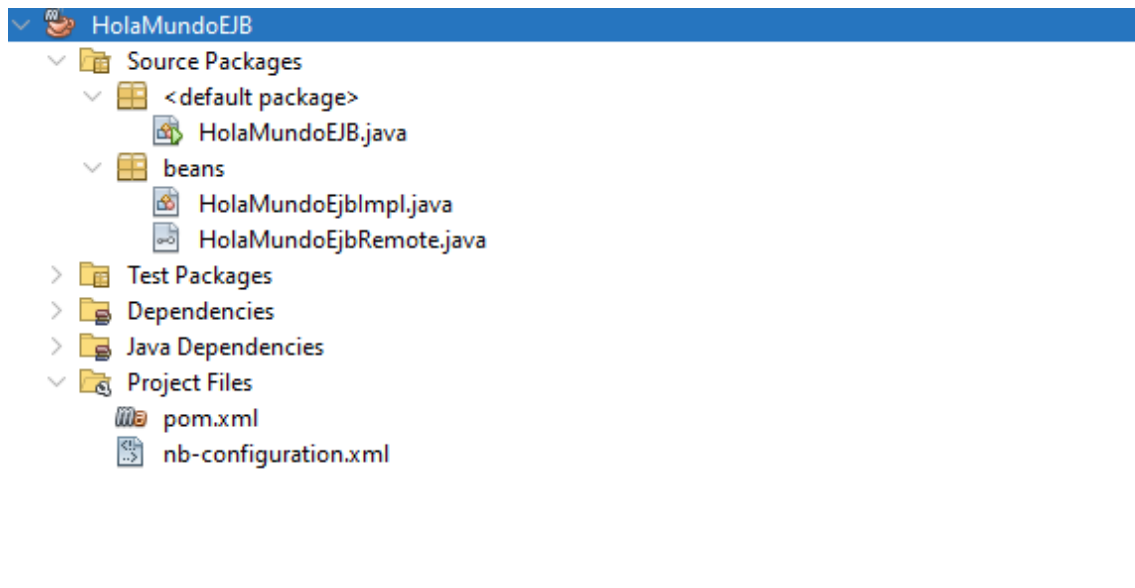 HolaMundoEJB
Source Packages
<default package>
HolaMundoEJB.java
beans
HolaMundoEjbImpl.java
HolaMundoEjbRemote.java
Test Packages
Dependencies
Java Dependencies
Project Files
pom.xml
nb-configuration.xml